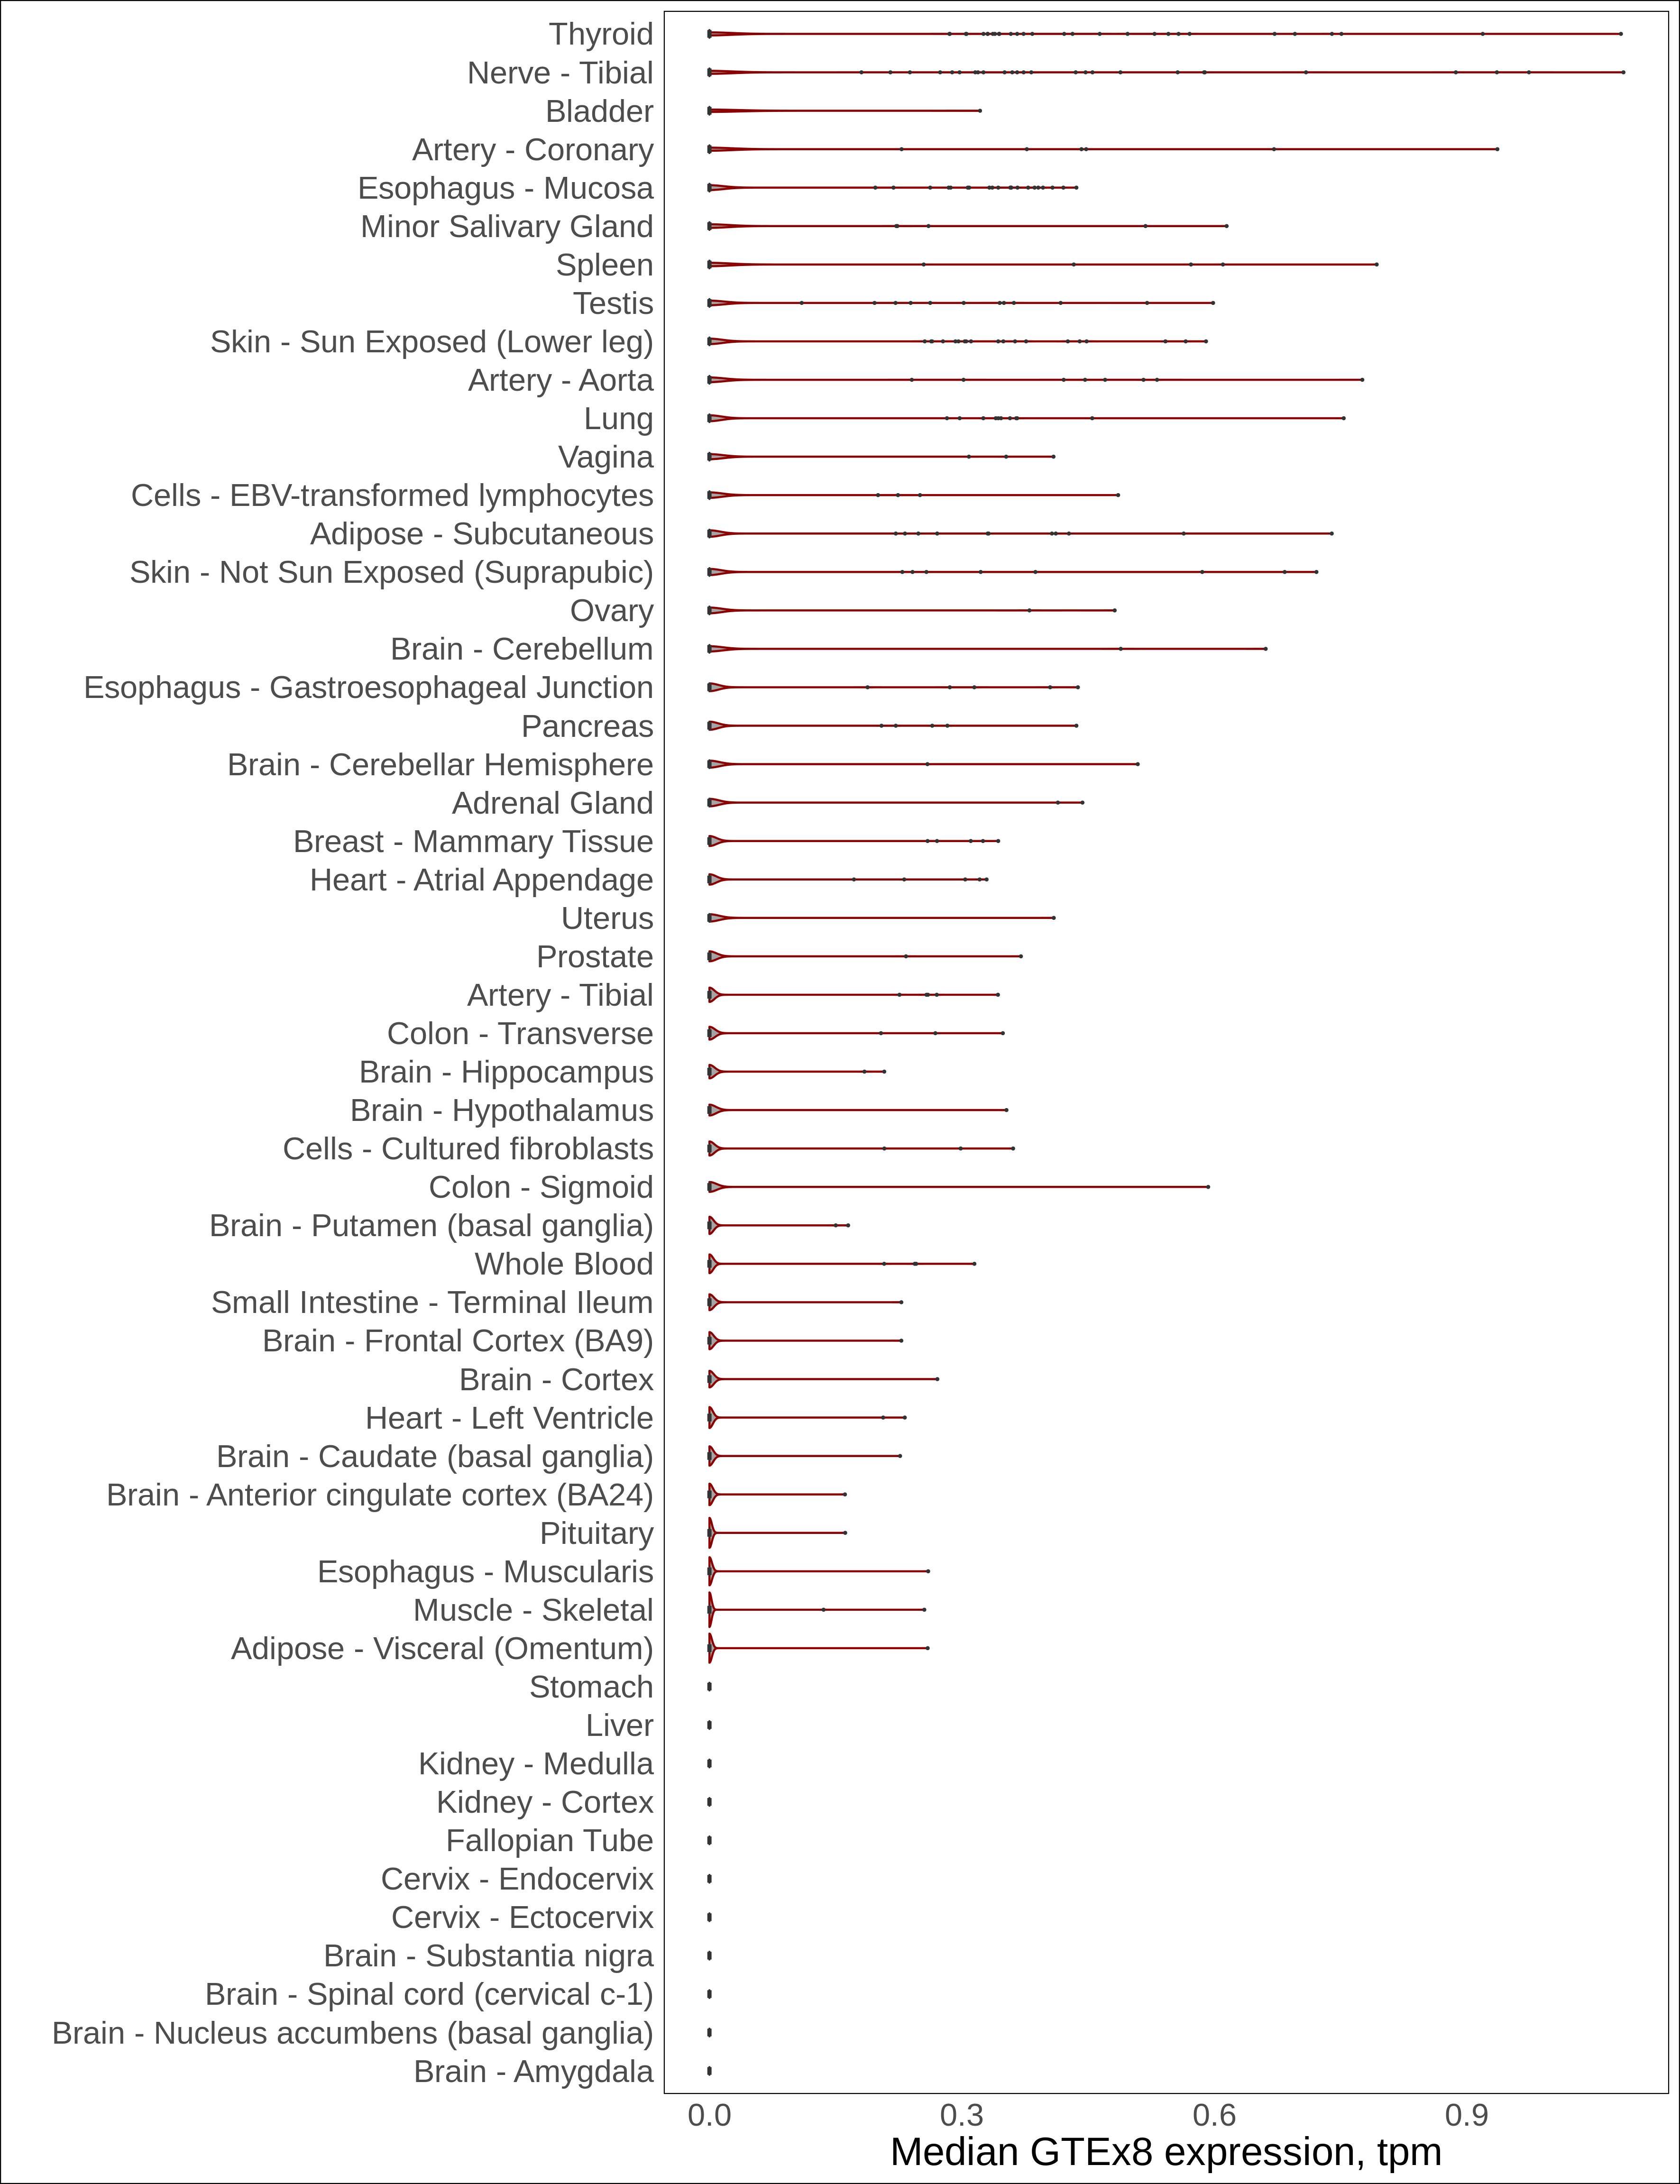 Thyroid
Nerve - Tibial
Bladder
Artery - Coronary
Esophagus - Mucosa
Minor Salivary Gland
Spleen
Testis
Skin - Sun Exposed (Lower leg)
Artery - Aorta
Lung
Vagina
Cells - EBV-transformed lymphocytes
Adipose - Subcutaneous
Skin - Not Sun Exposed (Suprapubic)
Ovary
Brain - Cerebellum
Esophagus - Gastroesophageal Junction
Pancreas
Brain - Cerebellar Hemisphere
Adrenal Gland
Breast - Mammary Tissue
Heart - Atrial Appendage
Uterus
Prostate
Artery - Tibial
Colon - Transverse
Brain - Hippocampus
Brain - Hypothalamus
Cells - Cultured fibroblasts
Colon - Sigmoid
Brain - Putamen (basal ganglia)
Whole Blood
Small Intestine - Terminal Ileum
Brain - Frontal Cortex (BA9)
Brain - Cortex
Heart - Left Ventricle
Brain - Caudate (basal ganglia)
Brain - Anterior cingulate cortex (BA24)
Pituitary
Esophagus - Muscularis
Muscle - Skeletal
Adipose - Visceral (Omentum)
Stomach
Liver
Kidney - Medulla
Kidney - Cortex
Fallopian Tube
Cervix - Endocervix
Cervix - Ectocervix
Brain - Substantia nigra
Brain - Spinal cord (cervical c-1)
Brain - Nucleus accumbens (basal ganglia)
Brain - Amygdala
0.0 0.3 0.6 0.9
Median GTEx8 expression, tpm